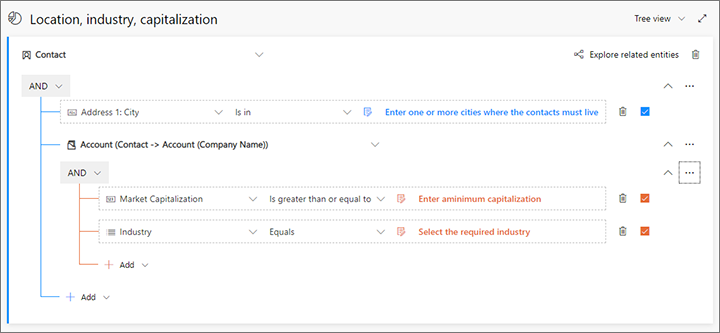 Location, industry, capitalization
Tree view
Contact
Explore related entities
AND
Address 1: City Is in Enter one or more cities where the contacts must live
Account (Contact -> Account (Company Name))
AND
Market Capitalization Is greater than or equal to Enter aminimum capitalization
Industry Equals Select the required industry
+ Add
+ Add